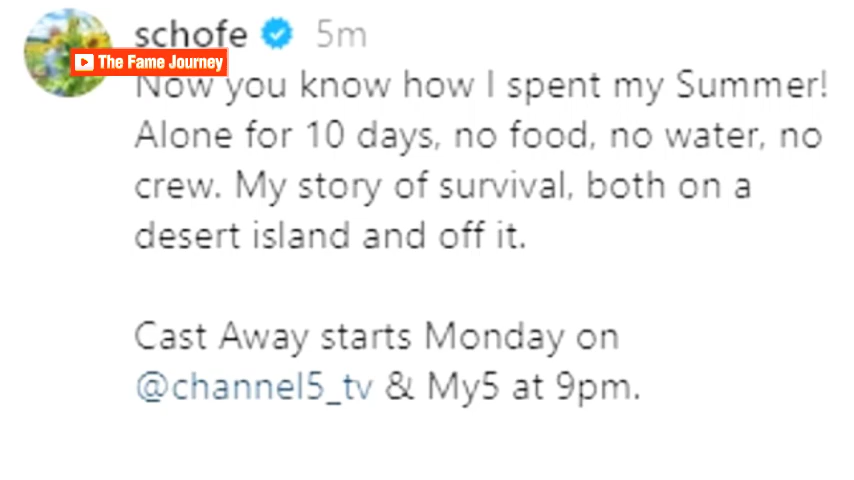 schofe 5m
The Fame Journey
Now you know how I spent my Summer!
Alone for 10 days, no food, no water, no
crew. My story of survival, both on a
desert island and off it.
Cast Away starts Monday on
@channel5_tv & My5 at 9pm.